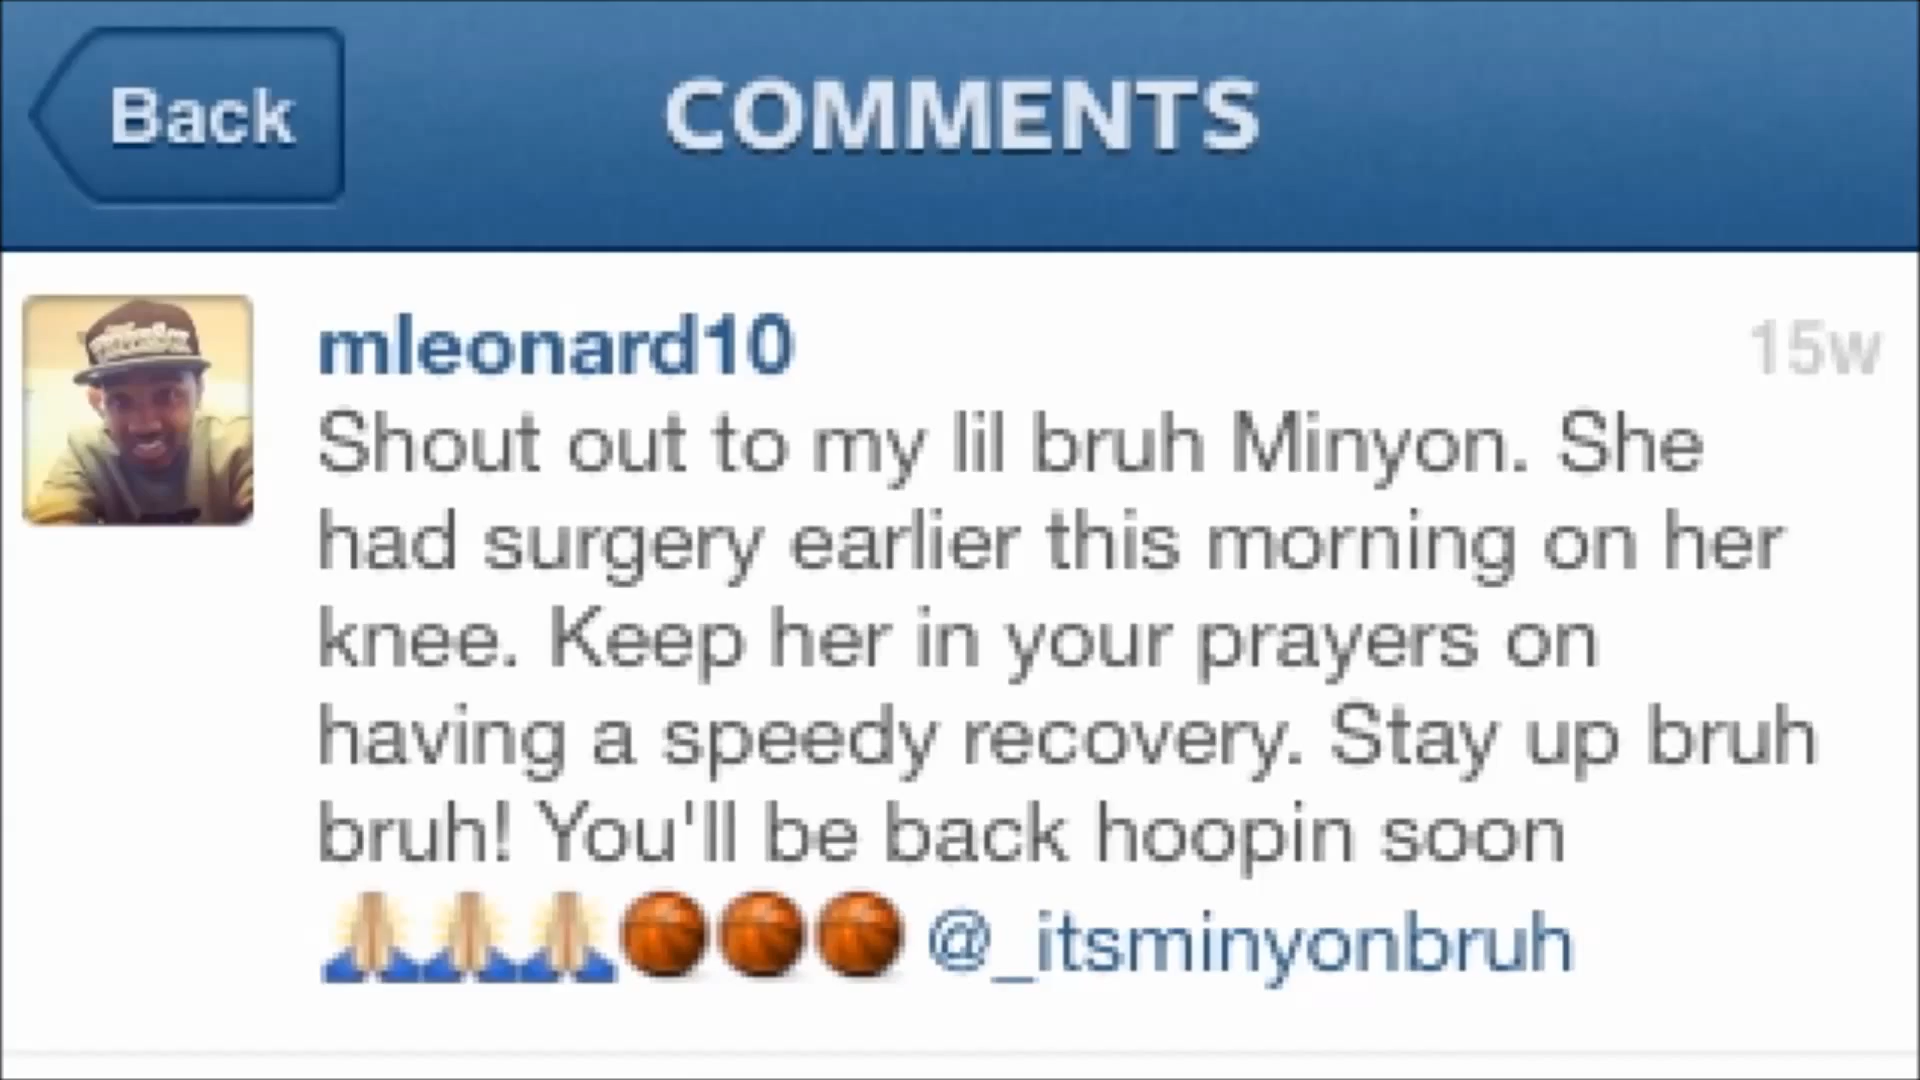 Back
COMMENTS
mleonard10
15w
Shout out to my lil bruh Minyon. She
had surgery earlier this morning on her
knee. Keep her in your prayers on
having a speedy recovery. Stay up bruh
bruh! You'll be back hoopin soon
🙏🙏🙏🏀🏀🏀 @_itsminyonbruh